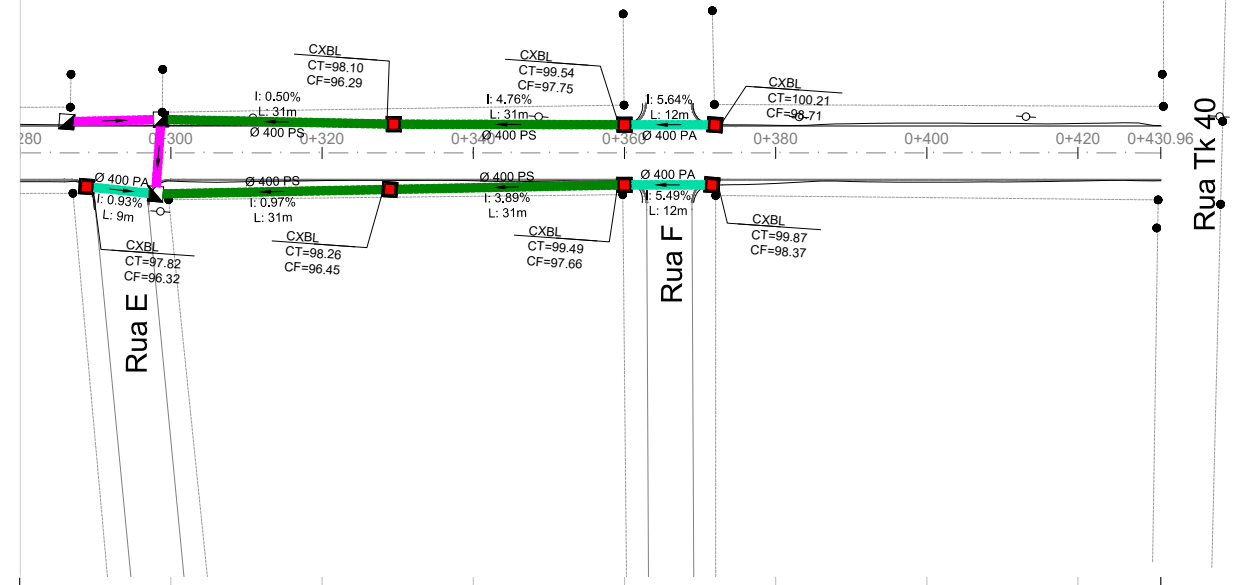 CXBL
CT=98.10
CF=96.29
CXBL
CT=99.54
CF=97.75
CXBL
CT=100.21
CF=98.71
I: 0.50%
L: 31m
Ø 400 PS
I: 4.76%
L: 31m
Ø 400 PS
I: 5.64%
L: 12m
Ø 400 PA
280
0+300
0+320
0+340
0+360
0+380
0+400
0+420
0+430.96
Rua Tk 40
Ø 400 PA
I: 0.93%
L: 9m
Ø 400 PS
I: 0.97%
L: 31m
Ø 400 PS
I: 3.89%
L: 31m
Ø 400 PA
I: 5.49%
L: 12m
CXBL
CT=97.82
CF=96.32
CXBL
CT=98.26
CF=96.45
CXBL
CT=99.49
CF=97.66
CXBL
CT=99.87
CF=98.37
Rua E
Rua F